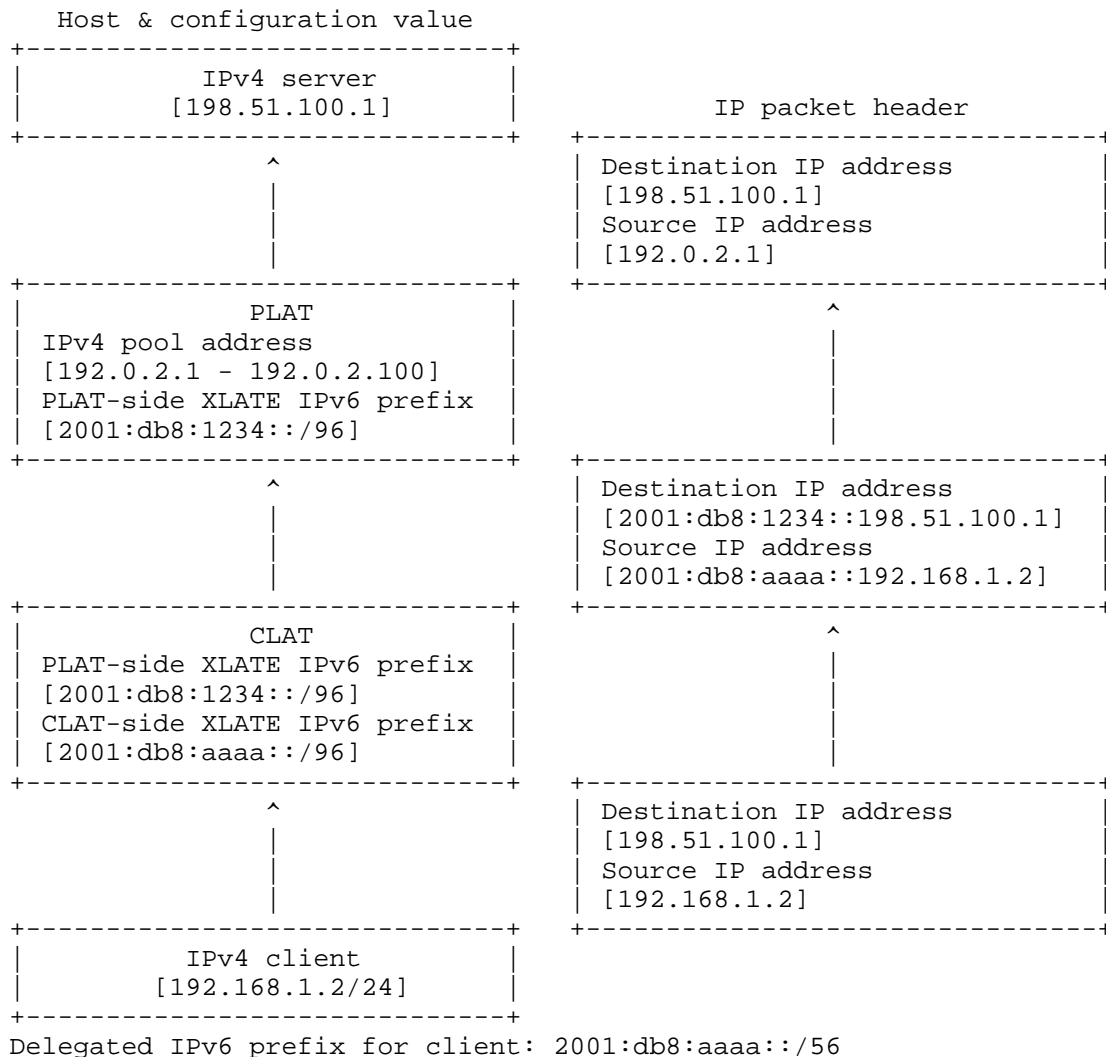 Host & configuration value
IPv4 server
[198.51.100.1]
IP packet header
Destination IP address
[198.51.100.1]
Source IP address
[192.0.2.1]
PLAT
IPv4 pool address
[192.0.2.1 - 192.0.2.100]
PLAT-side XLATE IPv6 prefix
[2001:db8:1234::/96]
Destination IP address
[2001:db8:1234::198.51.100.1]
Source IP address
[2001:db8:aaaa::192.168.1.2]
CLAT
PLAT-side XLATE IPv6 prefix
[2001:db8:1234::/96]
CLAT-side XLATE IPv6 prefix
[2001:db8:aaaa::/96]
Destination IP address
[198.51.100.1]
Source IP address
[192.168.1.2]
IPv4 client
[192.168.1.2/24]
Delegated IPv6 prefix for client: 2001:db8:aaaa::/56